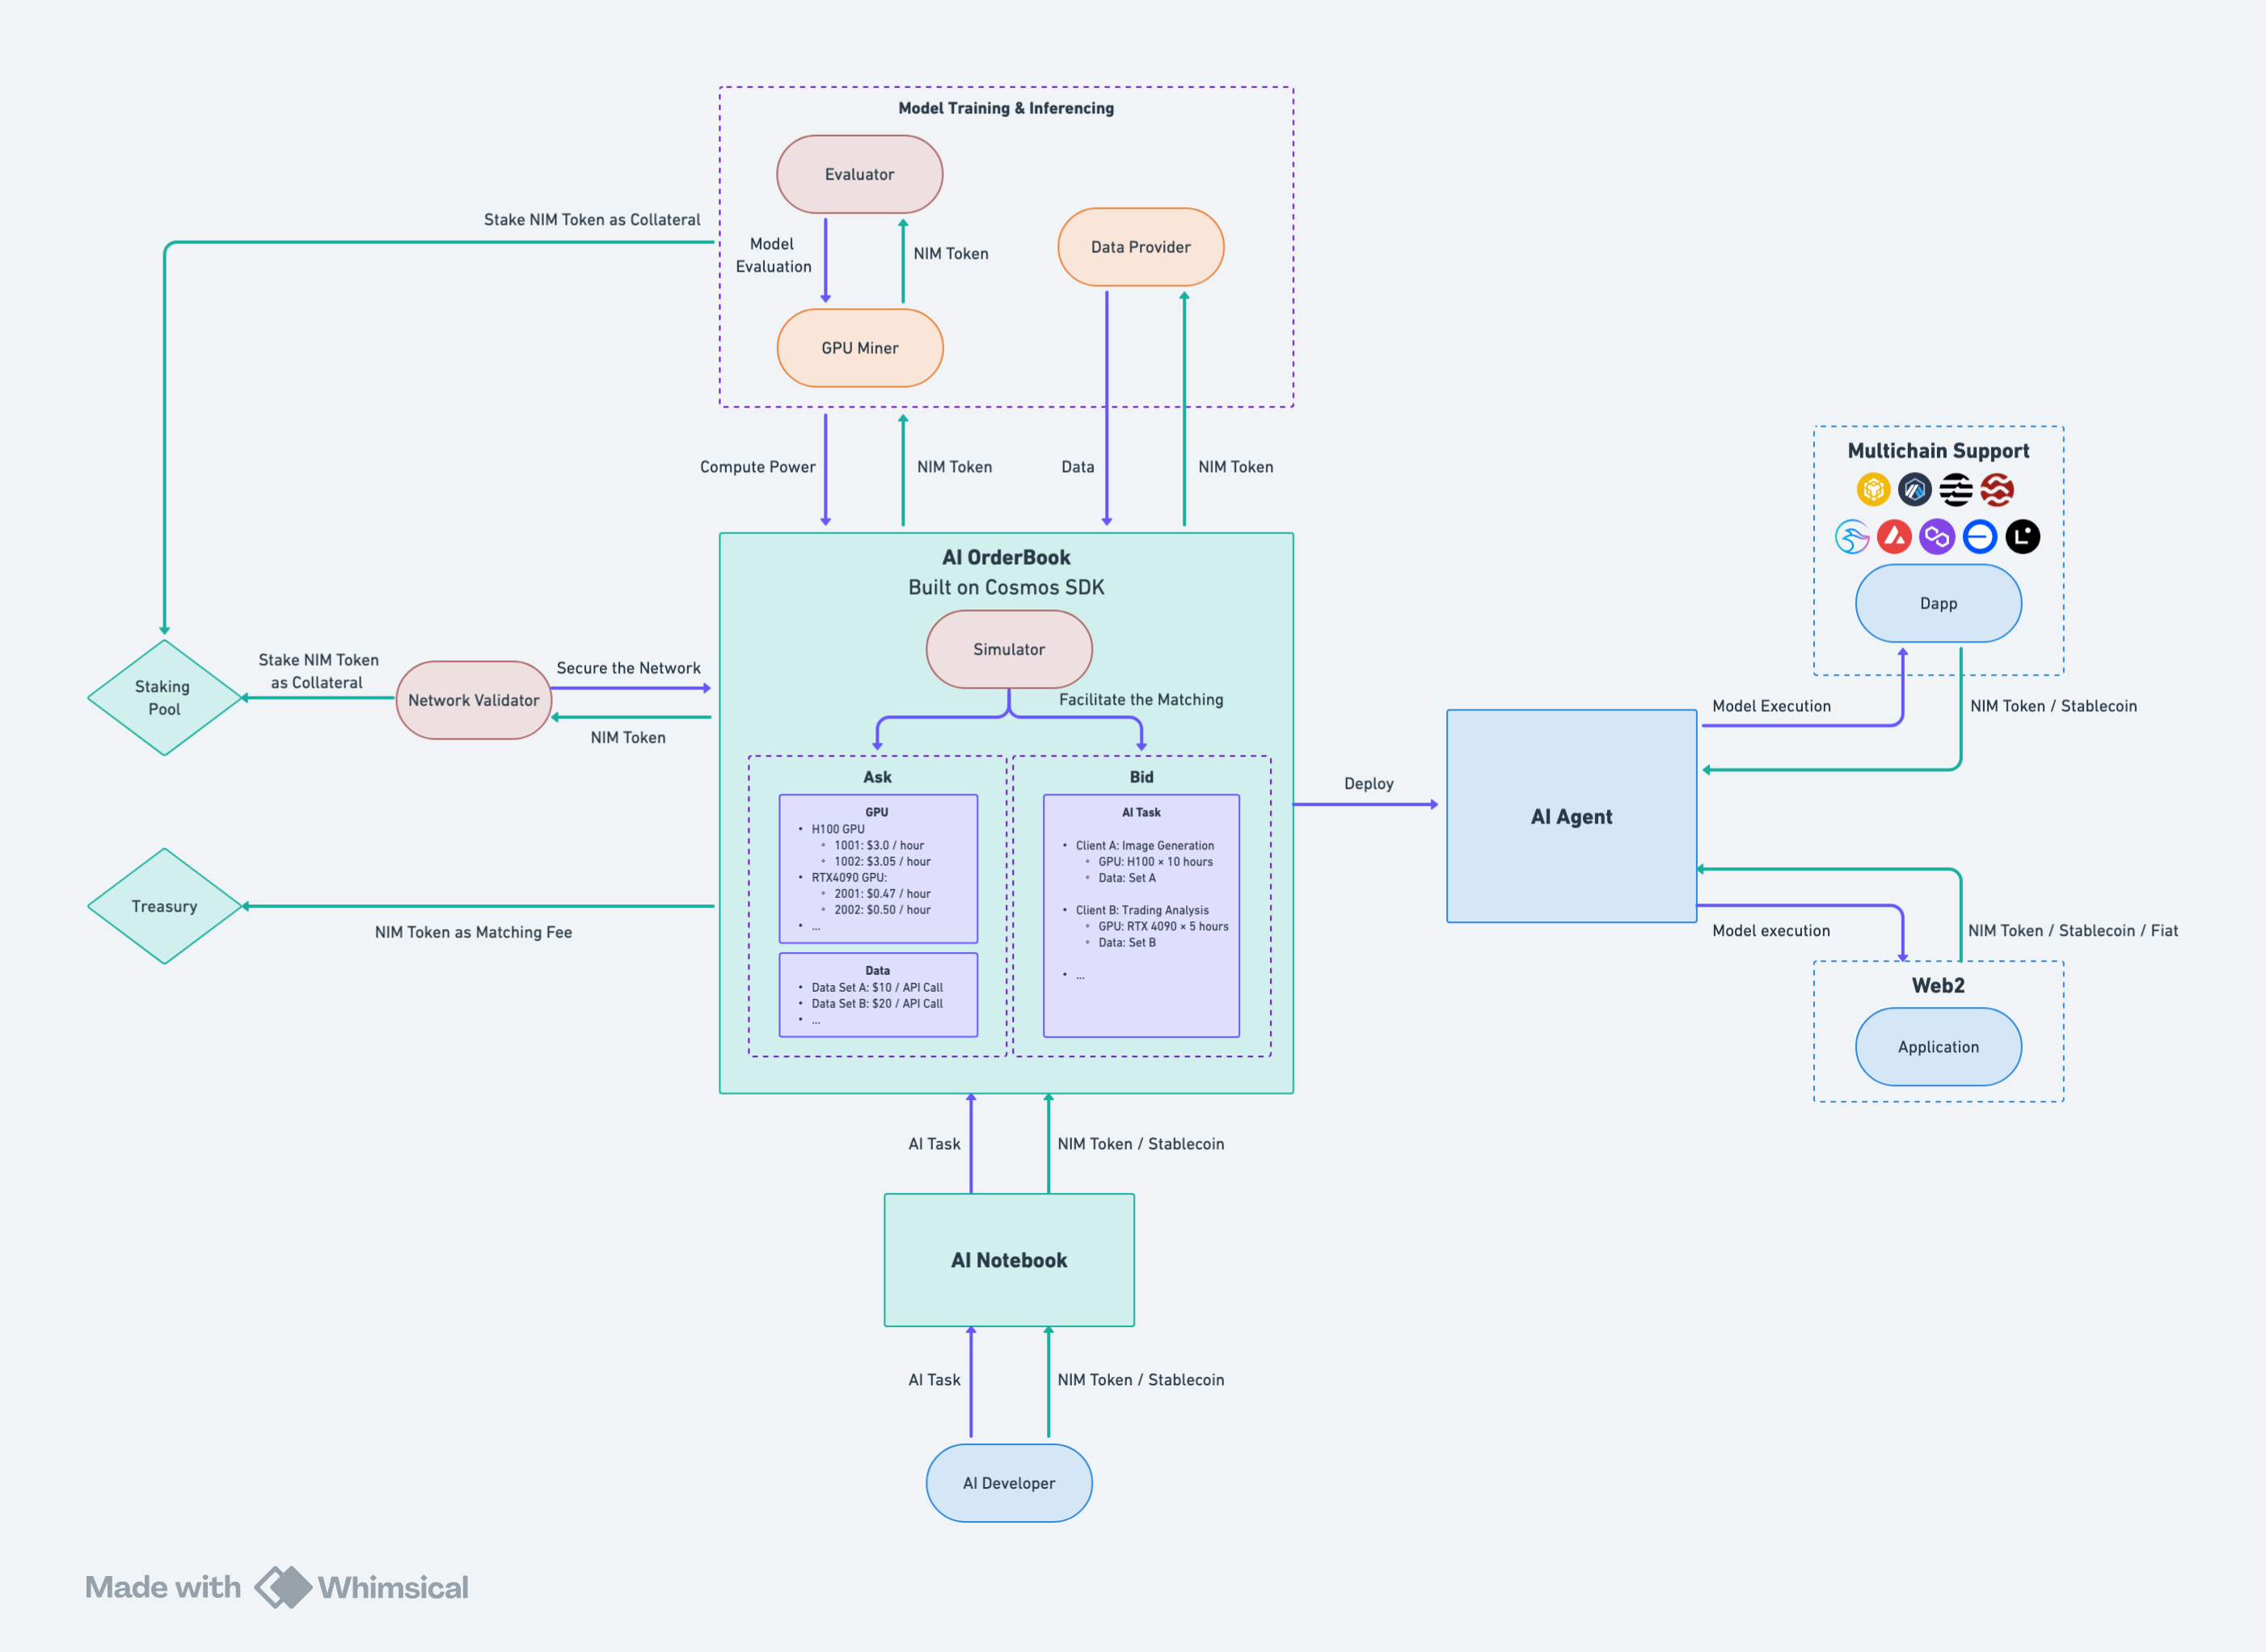 Model Training & Inferencing
Evaluator
Stake NIM Token as Collateral
Model
Evaluation
NIM Token
Data Provider
GPU Miner
Compute Power
NIM Token
Data
NIM Token
Multichain Support
Dapp
AI OrderBook
Built on Cosmos SDK
Simulator
Facilitate the Matching
Staking
Pool
Stake NIM Token
as Collateral
Network Validator
Secure the Network
NIM Token
Ask
GPU
• H100 GPU
◦ 1001: $3.0 / hour
◦ 1002: $3.05 / hour
• RTX4090 GPU:
◦ 2001: $0.47 / hour
◦ 2002: $0.50 / hour
• ...
Data
• Data Set A: $10 / API Call
• Data Set B: $20 / API Call
• ...
Bid
AI Task
• Client A: Image Generation
◦ GPU: H100 × 10 hours
◦ Data: Set A
• Client B: Trading Analysis
◦ GPU: RTX 4090 × 5 hours
◦ Data: Set B
• ...
Treasury
NIM Token as Matching Fee
Deploy
AI Agent
Model Execution
NIM Token / Stablecoin
Model execution
NIM Token / Stablecoin / Fiat
Web2
Application
AI Task
NIM Token / Stablecoin
AI Notebook
AI Task
NIM Token / Stablecoin
AI Developer
Made with Whimsical